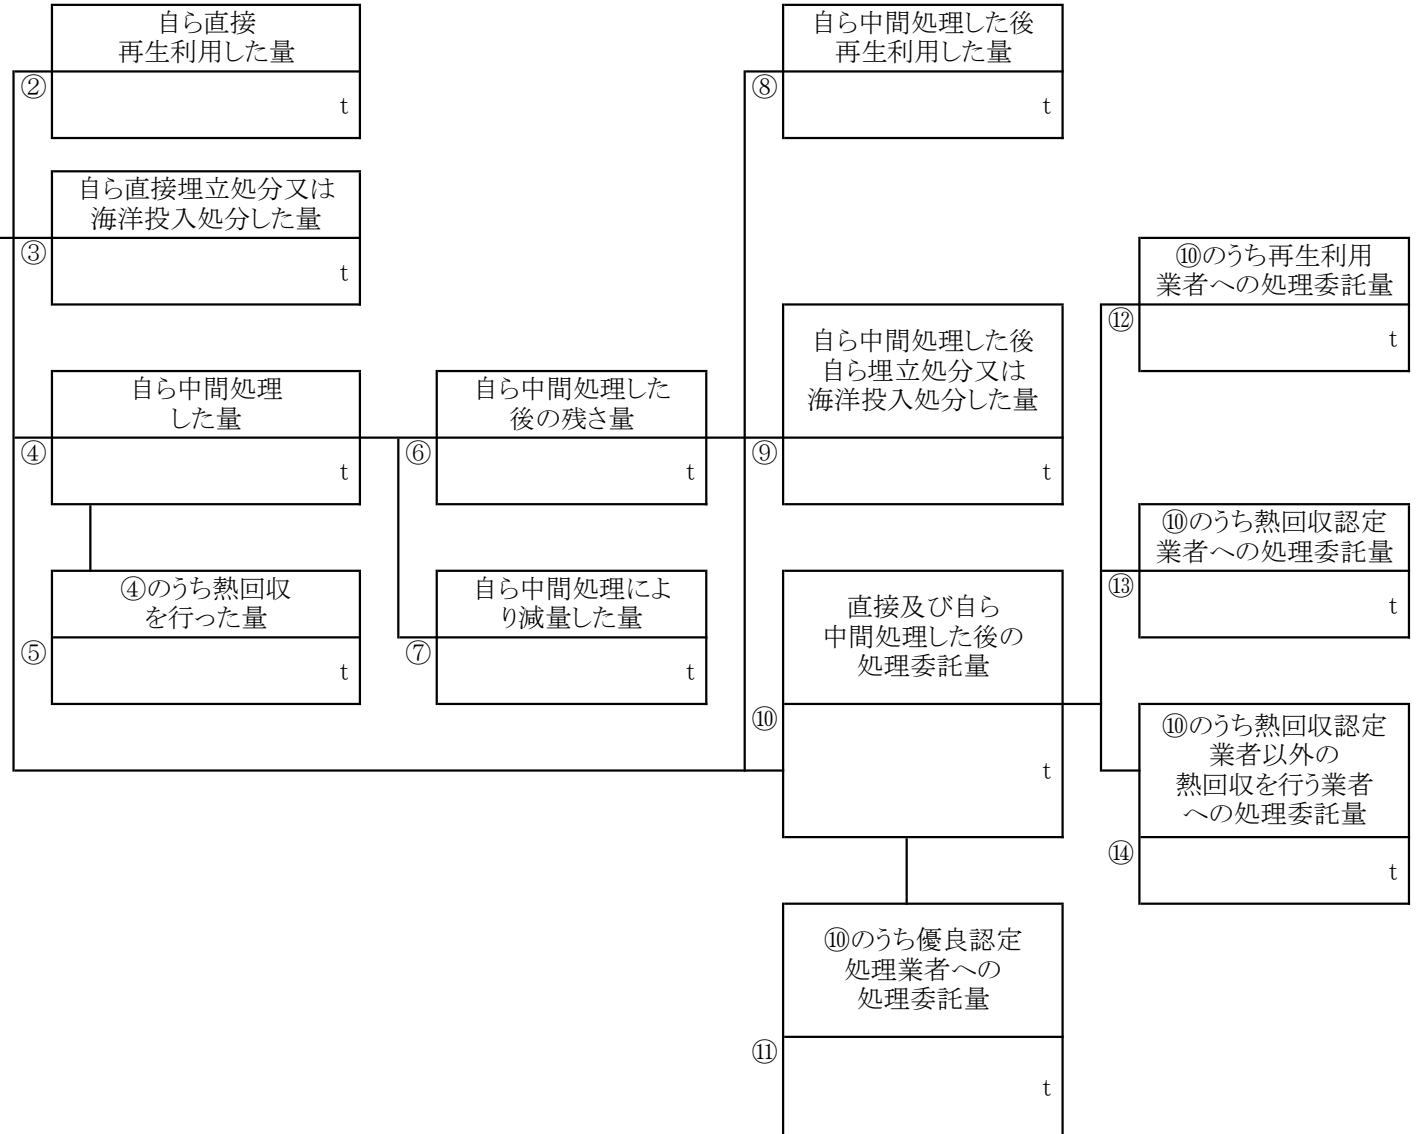 自ら直接
再生利用した量
②
t
自ら直接埋立処分又は
海洋投入処分した量
③
t
自ら中間処理
した量
④
t
④のうち熱回収
を行った量
⑤
t
自ら中間処理した
後の残さ量
⑥
t
自ら中間処理によ
り減量した量
⑦
t
自ら中間処理した後
再生利用した量
⑧
t
自ら中間処理した後
自ら埋立処分又は
海洋投入処分した量
⑨
t
直接及び自ら
中間処理した後の
処理委託量
⑩
t
⑩のうち優良認定
処理業者への
処理委託量
⑪
t
⑩のうち再生利用
業者への処理委託量
⑫
t
⑩のうち熱回収認定
業者への処理委託量
⑬
t
⑩のうち熱回収認定
業者以外の
熱回収を行う業者
への処理委託量
⑭
t